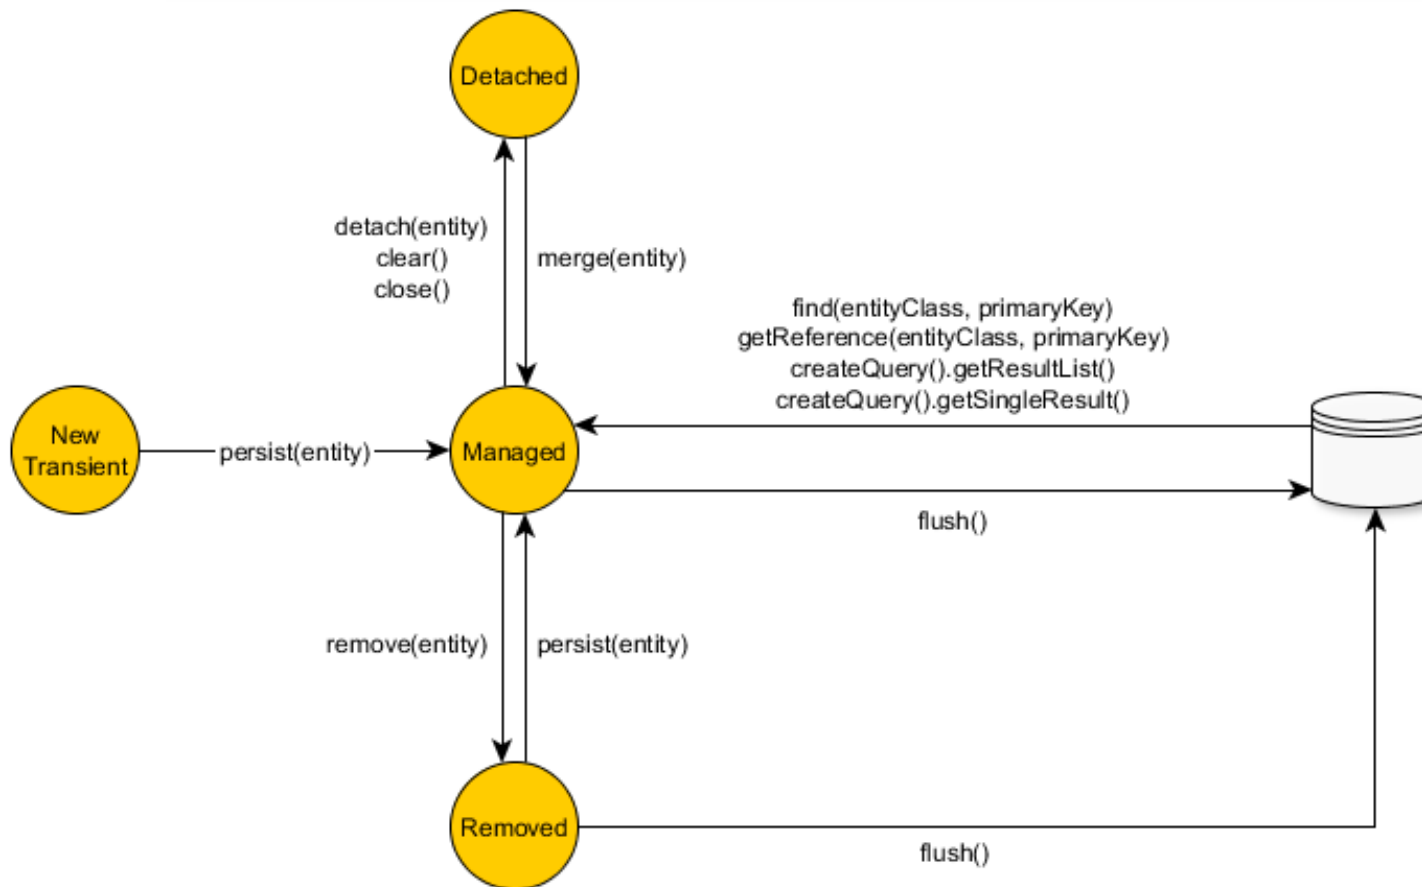 Detached
detach(entity)
clear()
close()
merge(entity)
find(entityClass, primaryKey)
getReference(entityClass, primaryKey)
createQuery().getResultList()
createQuery().getSingleResult()
New
Transient
persist(entity)
Managed
flush()
remove(entity)
persist(entity)
Removed
flush()